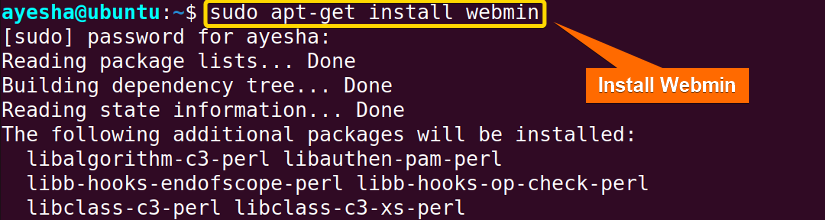 ayesha@ubuntu:~$ sudo apt-get install webmin
[sudo] password for ayesha:
Reading package lists... Done
Building dependency tree... Done
Reading state information... Done
The following additional packages will be installed:
  libalgorithm-c3-perl libauthen-pam-perl
  libb-hooks-endofscope-perl libb-hooks-op-check-perl
  libclass-c3-perl libclass-c3-xs-perl
Install Webmin